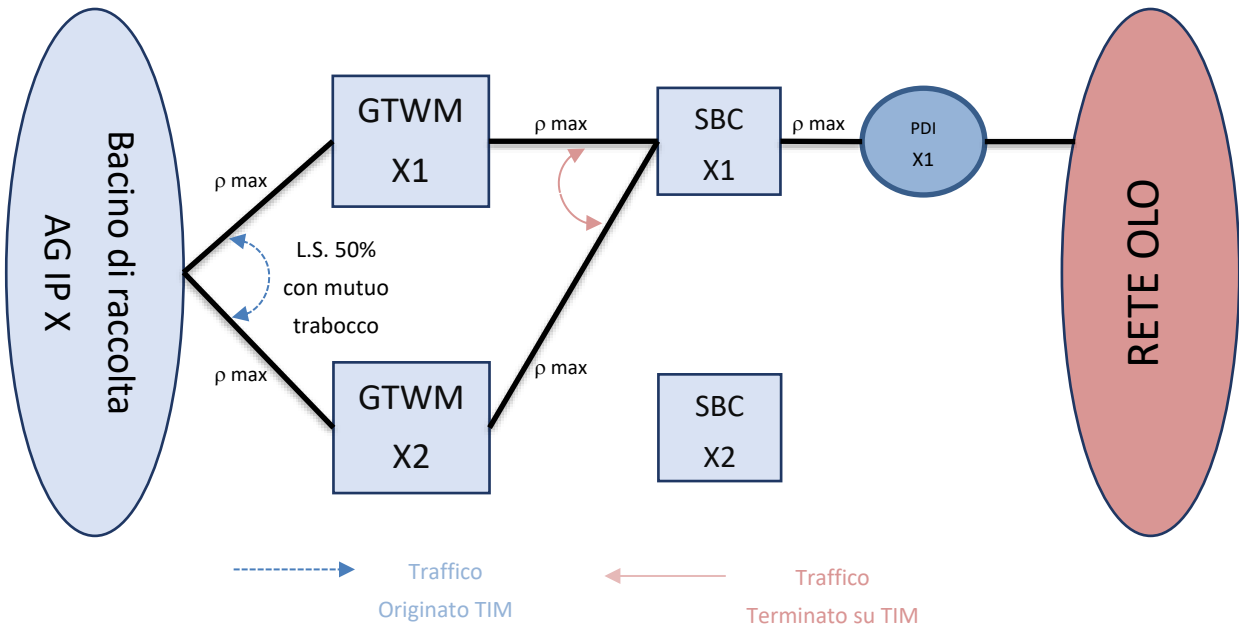 Bacino di raccolta
AG IP X
GTWM
X1
ρ max
SBC
X1
ρ max
PDI
X1
RETE OLO
ρ max
L.S. 50%
con mutuo
trabocco
ρ max
GTWM
X2
ρ max
SBC
X2
Traffico
Originato TIM
Traffico
Terminato su TIM